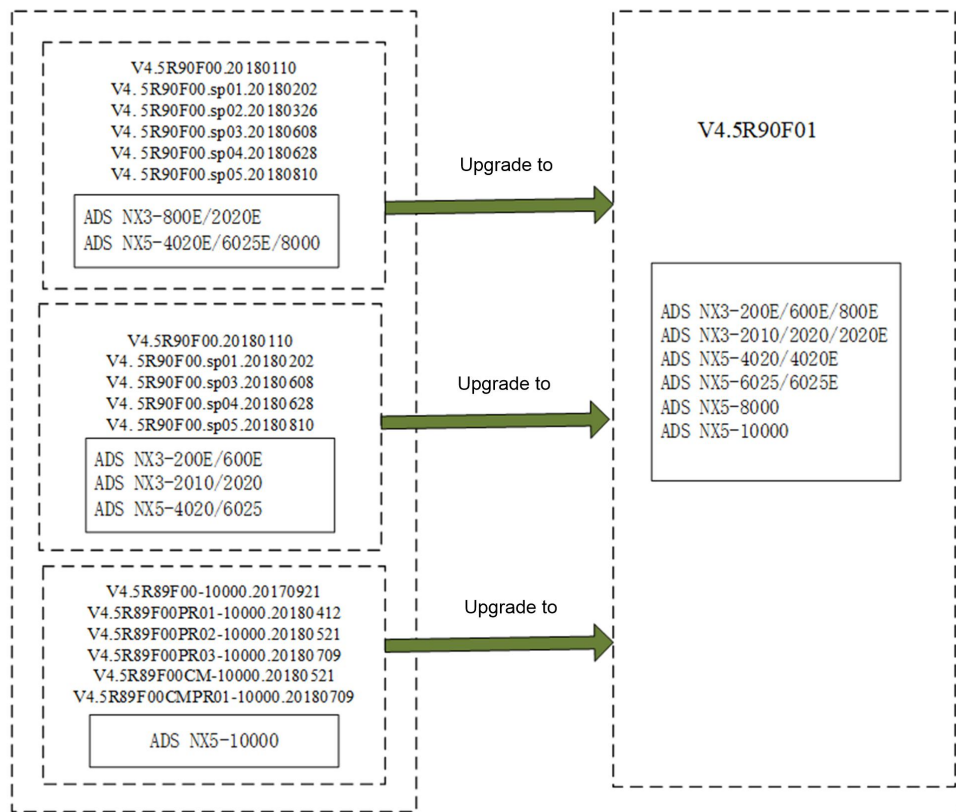 V4.5R90F00.20180110
V4. 5R90F00.sp01.20180202
V4. 5R90F00.sp02.20180326
V4. 5R90F00.sp03.20180608
V4. 5R90F00.sp04.20180628
V4. 5R90F00.sp05.20180810
ADS NX3-800E/2020E
ADS NX5-4020E/6025E/8000
Upgrade to
V4.5R90F00.20180110
V4. 5R90F00.sp01.20180202
V4. 5R90F00.sp03.20180608
V4. 5R90F00.sp04.20180628
V4. 5R90F00.sp05.20180810
ADS NX3-200E/600E
ADS NX3-2010/2020
ADS NX5-4020/6025
Upgrade to
V4.5R89F00-10000.20170921
V4.5R89F00PR01-10000.20180412
V4.5R89F00PR02-10000.20180521
V4.5R89F00PR03-10000.20180709
V4.5R89F00CM-10000.20180521
V4.5R89F00CMPR01-10000.20180709
ADS NX5-10000
Upgrade to
V4.5R90F01
ADS NX3-200E/600E/800E
ADS NX3-2010/2020/2020E
ADS NX5-4020/4020E
ADS NX5-6025/6025E
ADS NX5-8000
ADS NX5-10000